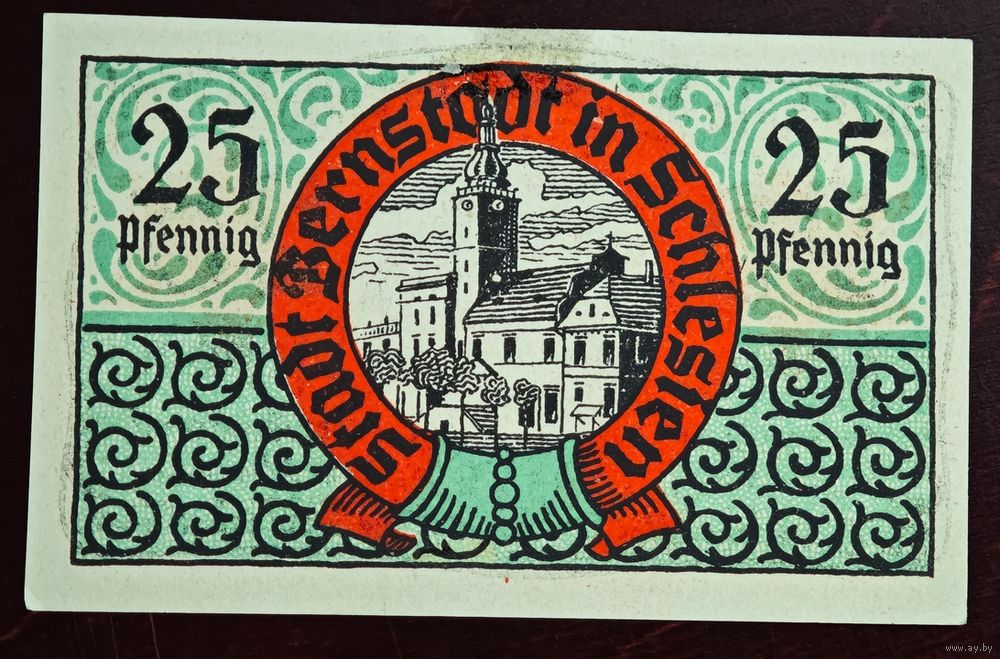 25
Pfennig
Stadt Bernstadt in Schlesien
25
Pfennig
www.ay.by